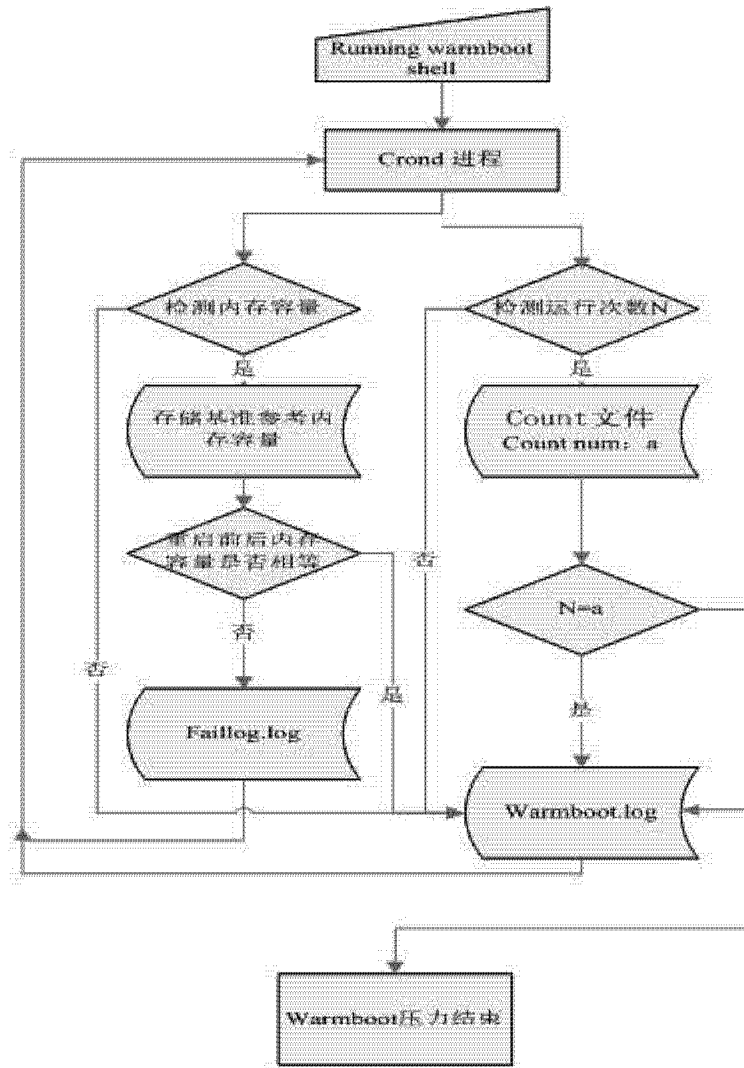 Running warmboot
shell
Crond 进程
检测内存容量
检测运行次数N
是
是
存储基准参考内
存容量
Count 文件
Count num：a
重启前后内存
容量是否相等
否
N=a
否
否
是
是
Faillog.log
Warmboot.log
Warmboot压力结束